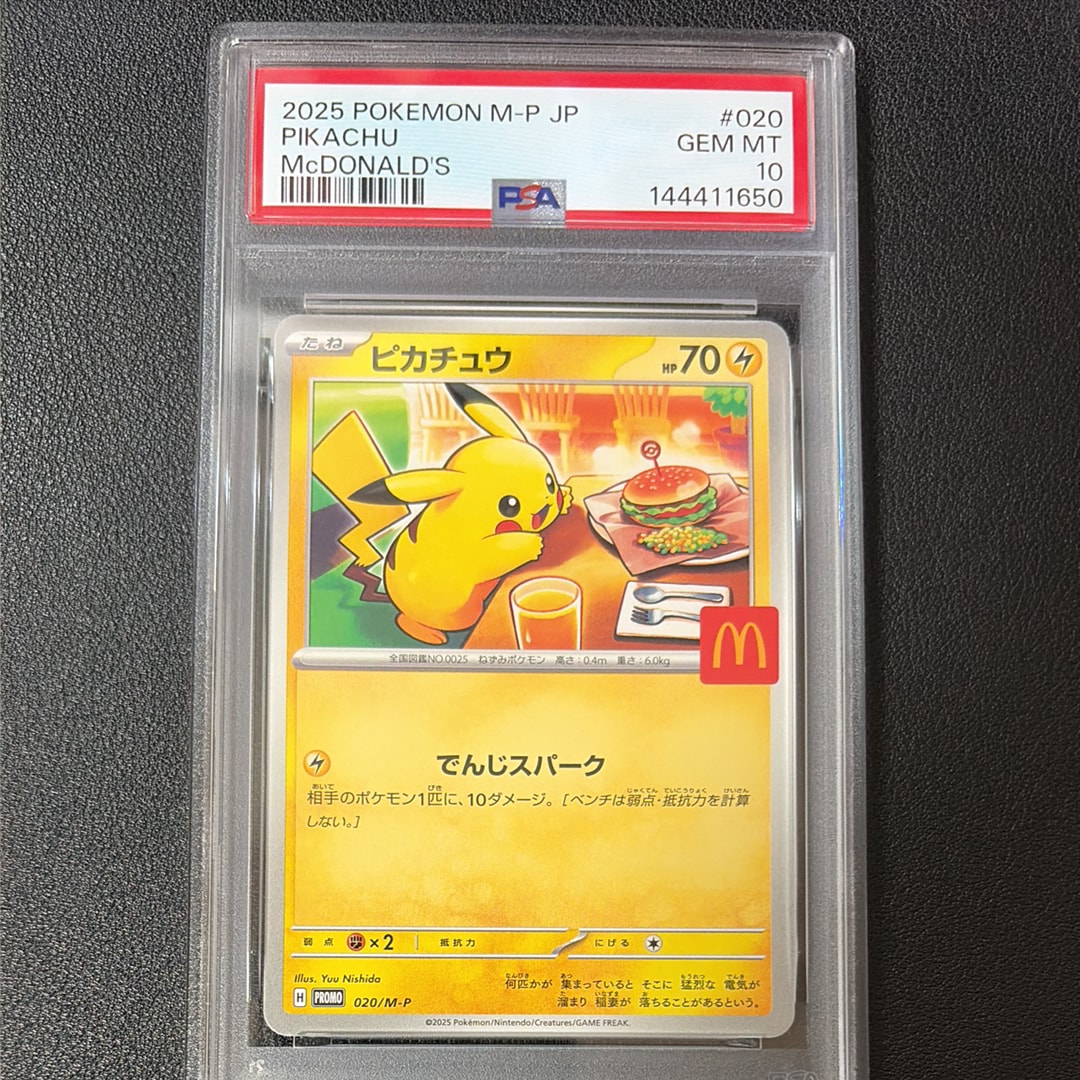 2025 POKEMON M-P JP
#020
PIKACHU
GEM MT
McDONALD'S
10
PSA
144411650
たね
ピカチュウ
HP70
全国図鑑NO.0025 ねずみポケモン 高さ:0.4m 重さ:6.0kg
でんじスパーク
相手のポケモン1匹に、10ダメージ。[ベンチは弱点・抵抗力を計算
しない。]
弱点 ×2 抵抗力 にげる
Illus. Yuu Nishida
何匹かが 集まっていると そこに 猛烈な 電気が
溜まり 稲妻が 落ちることがあるという。
H PROMO 020/M-P
©2025 Pokémon/Nintendo/Creatures/GAME FREAK.